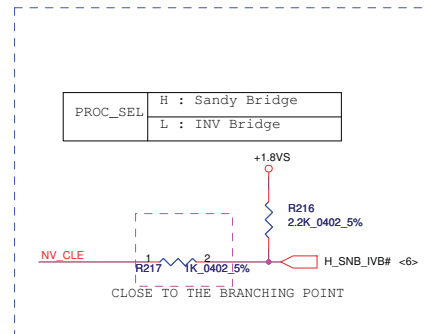 PROC_SEL
H : Sandy Bridge
L : INV Bridge
+1.8VS
R216
2.2K_0402_5%
NV_CLE
1
2
R217
1K_0402_5%
H_SNB_IVB# <6>
CLOSE TO THE BRANCHING POINT